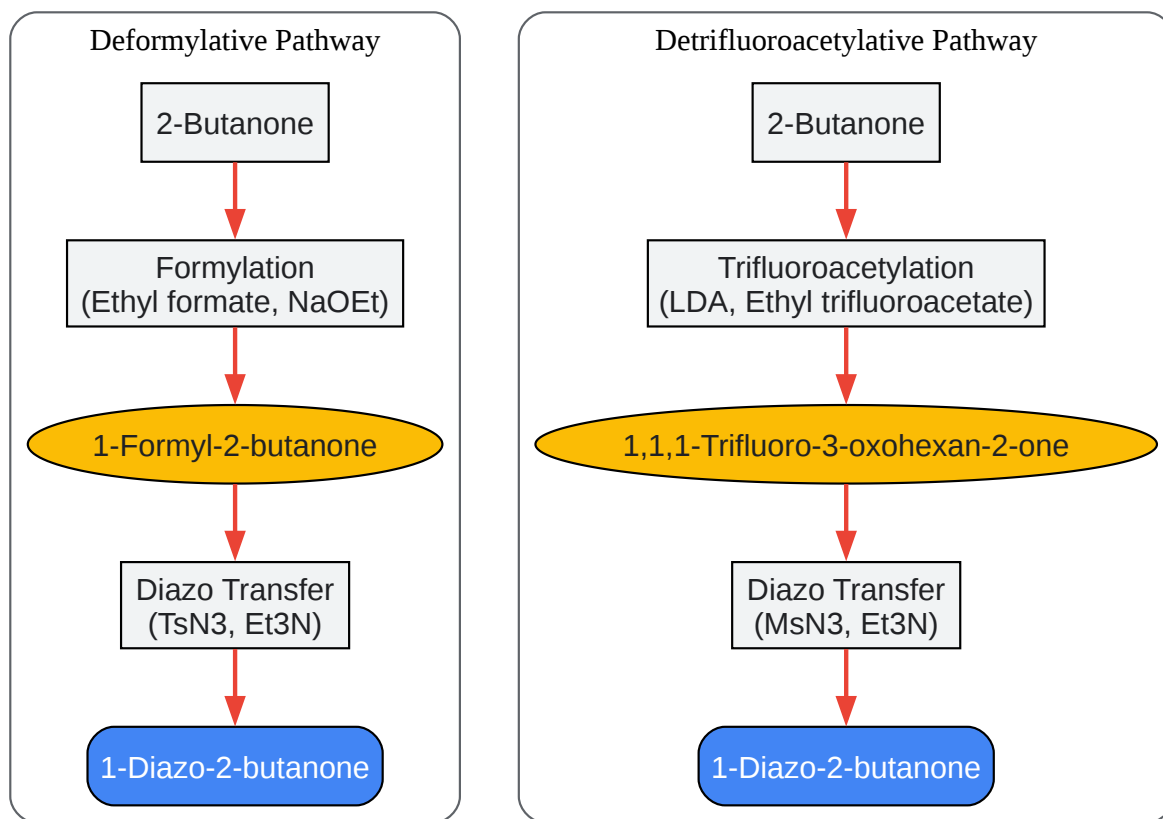 Deformylative Pathway
2-Butanone
Formylation
(Ethyl formate, NaOEt)
1-Formyl-2-butanone
Diazo Transfer
(TsN3, Et3N)
1-Diazo-2-butanone
Detrifluoroacetylative Pathway
2-Butanone
Trifluoroacetylation
(LDA, Ethyl trifluoroacetate)
1,1,1-Trifluoro-3-oxohexan-2-one
Diazo Transfer
(MsN3, Et3N)
1-Diazo-2-butanone